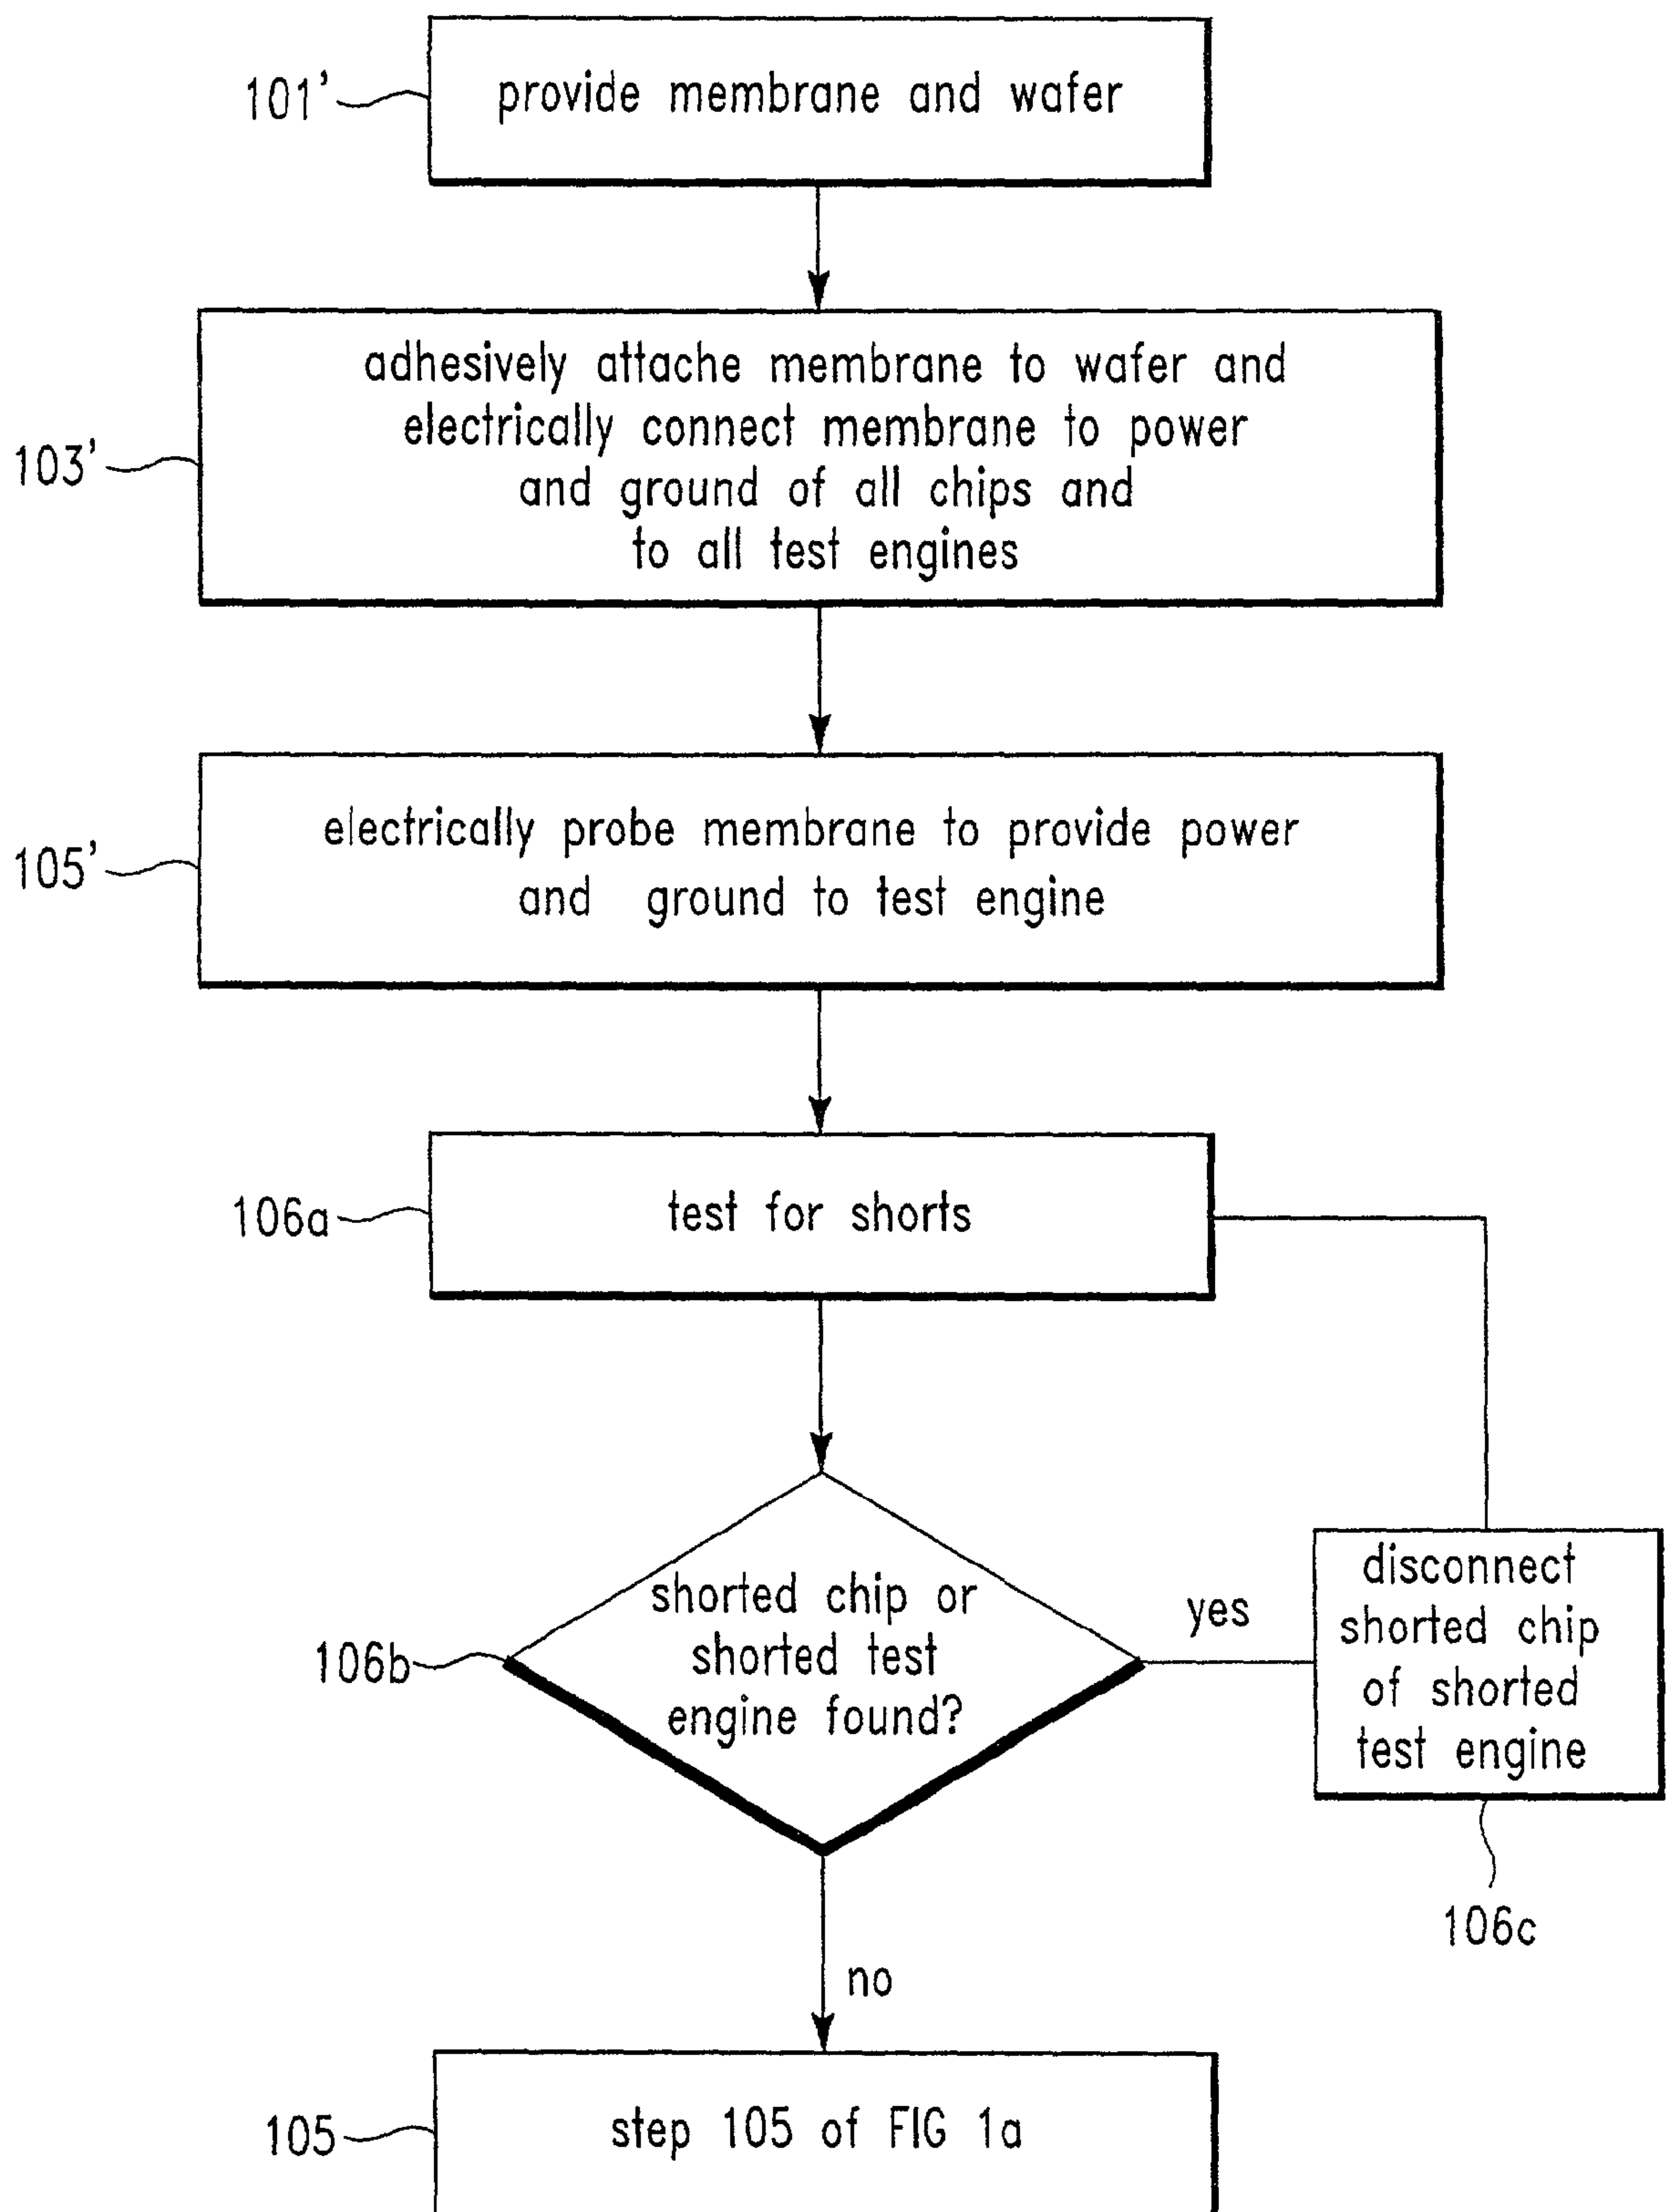 101'
provide membrane and wafer
103'
adhesively attache membrane to wafer and
electrically connect membrane to power
and ground of all chips and
to all test engines
105'
electrically probe membrane to provide power
and ground to test engine
106a
test for shorts
106b
shorted chip or
shorted test
engine found?
yes
disconnect
shorted chip
of shorted
test engine
106c
no
105
step 105 of FIG 1a